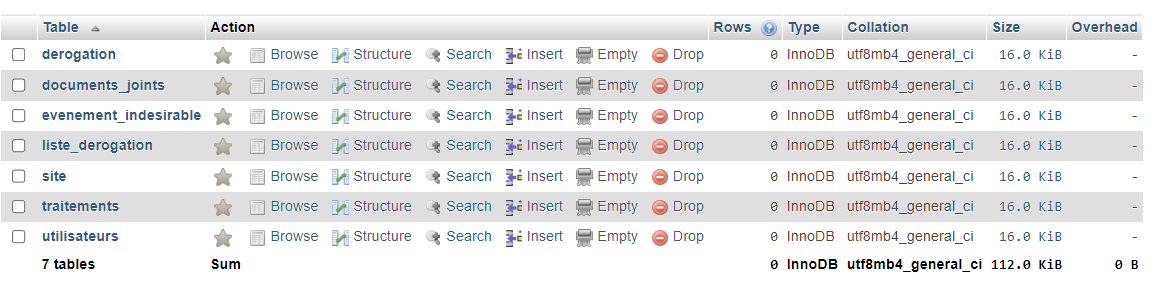 Table Action Rows Type Collation Size Overhead
derogation Browse Structure Search Insert Empty Drop 0 InnoDB utf8mb4_general_ci 16.0 KiB -
documents_joints Browse Structure Search Insert Empty Drop 0 InnoDB utf8mb4_general_ci 16.0 KiB -
evenement_indesirable Browse Structure Search Insert Empty Drop 0 InnoDB utf8mb4_general_ci 16.0 KiB -
liste_derogation Browse Structure Search Insert Empty Drop 0 InnoDB utf8mb4_general_ci 16.0 KiB -
site Browse Structure Search Insert Empty Drop 0 InnoDB utf8mb4_general_ci 16.0 KiB -
traitements Browse Structure Search Insert Empty Drop 0 InnoDB utf8mb4_general_ci 16.0 KiB -
utilisateurs Browse Structure Search Insert Empty Drop 0 InnoDB utf8mb4_general_ci 16.0 KiB -
7 tables Sum 0 InnoDB utf8mb4_general_ci 112.0 KiB 0 B